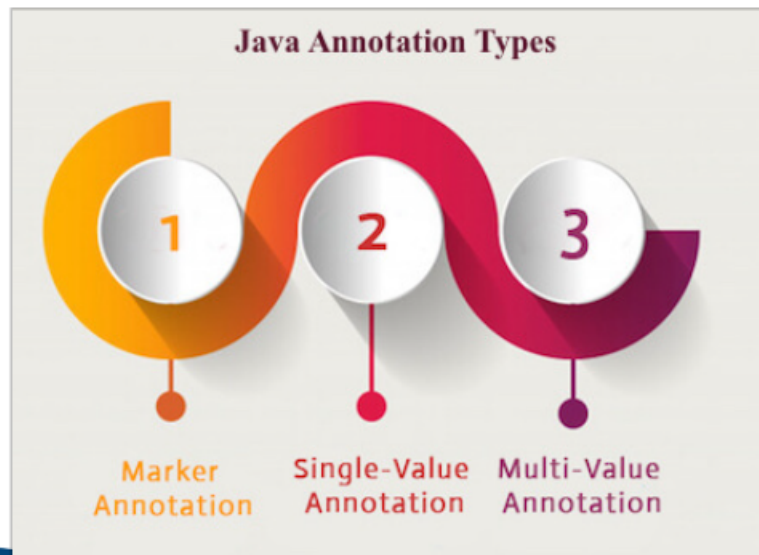 Java Annotation Types
1
2
3
Marker
Annotation
Single-Value
Annotation
Multi-Value
Annotation